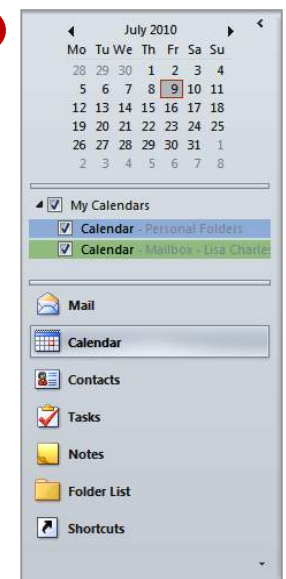 July 2010
Mo Tu We Th Fr Sa Su
28 29 30 1 2 3 4
5 6 7 8 9 10 11
12 13 14 15 16 17 18
19 20 21 22 23 24 25
26 27 28 29 30 31 1
2 3 4 5 6 7 8
My Calendars
Calendar - Personal Folders
Calendar - Mailbox - Lisa Charles
Mail
Calendar
Contacts
Tasks
Notes
Folder List
Shortcuts